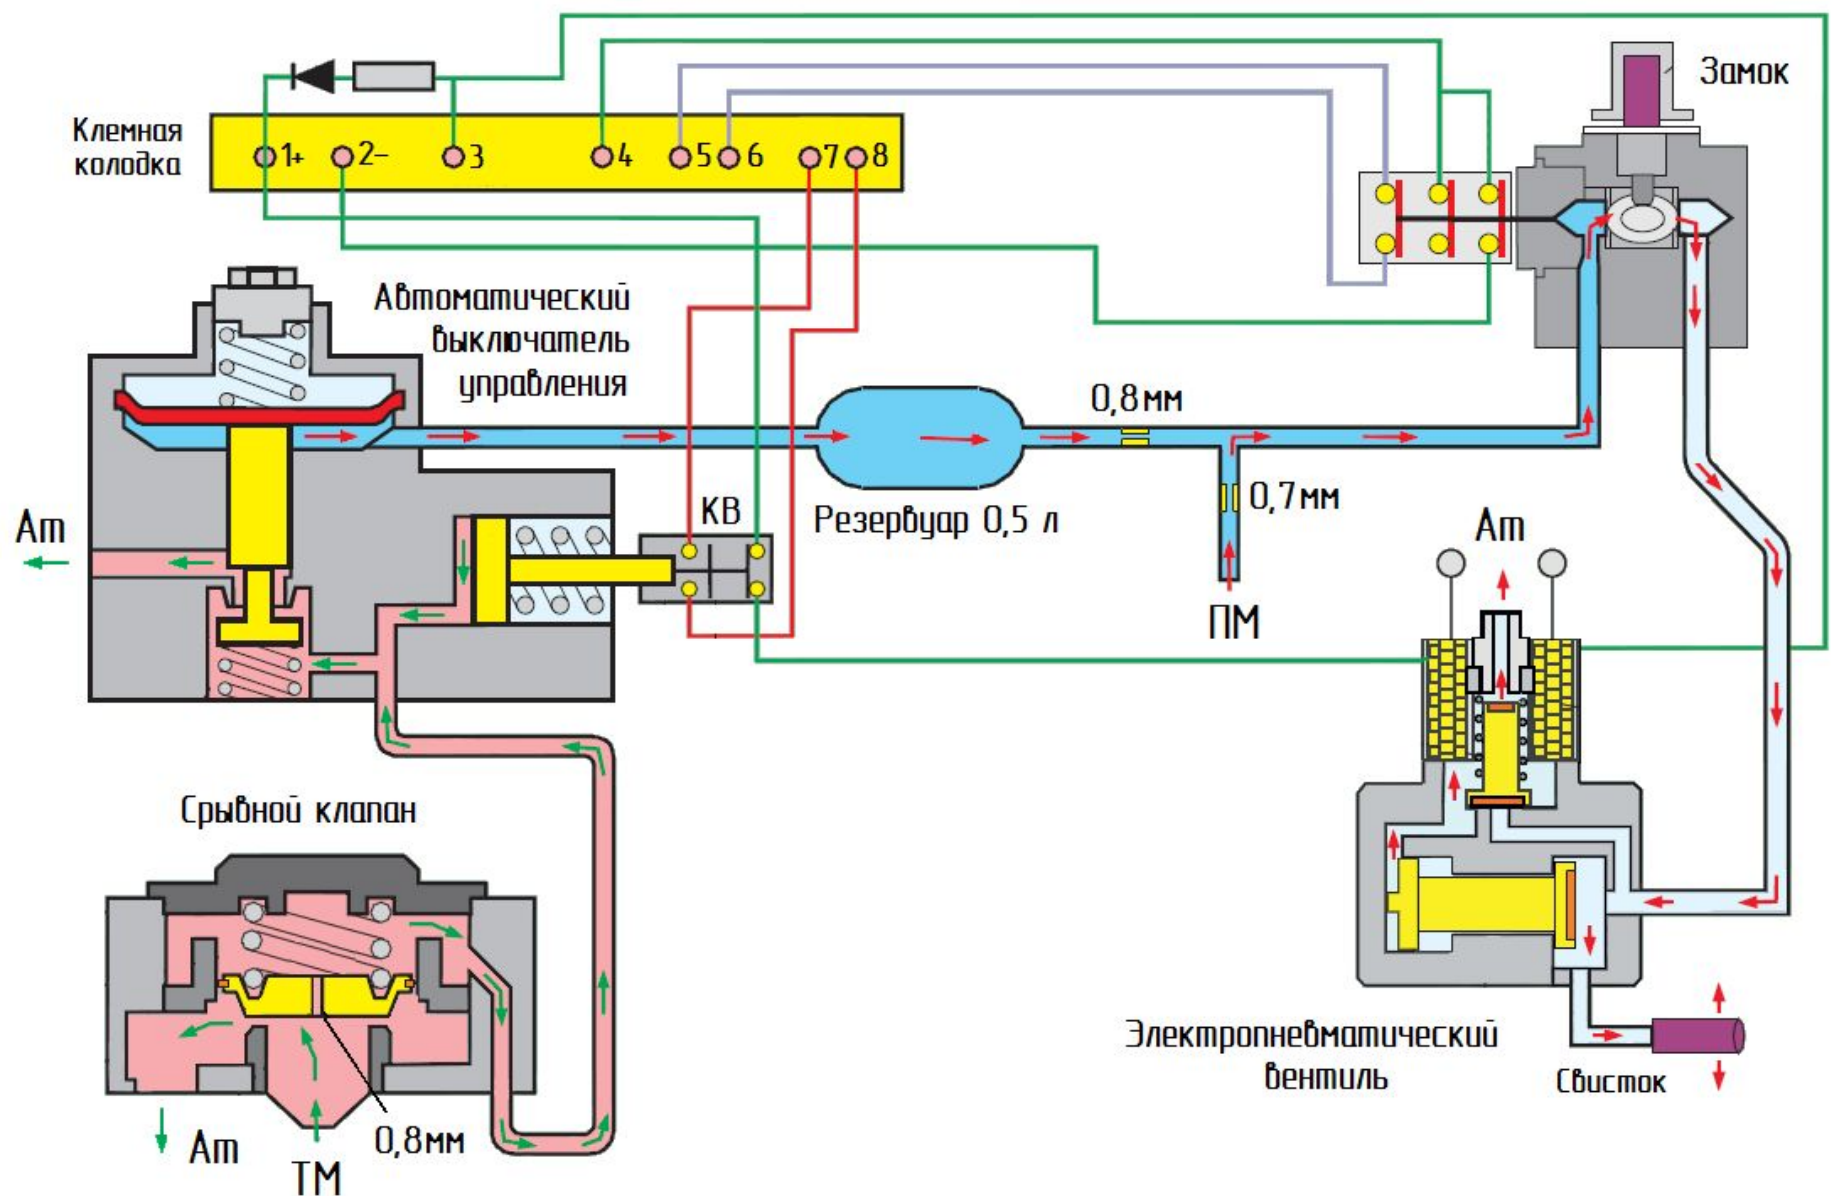 Замок
Клемная
колодка
1+ 2- 3 4 5 6 7 8
Автоматический
выключатель
управления
0,8мм
Ат
КВ
Резервуар 0,5 л
0,7мм
Ат
ПМ
Срывной клапан
Электропневматический
вентиль
Свисток
0,8мм
Ат
ТМ